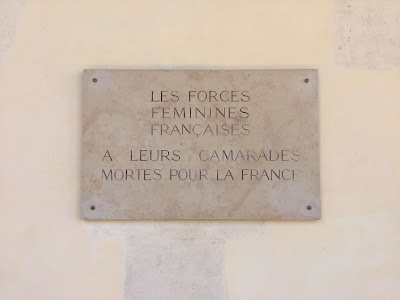 LES FORCES
FEMININES
FRANÇAISES
A LEURS CAMARADES
MORTES POUR LA FRANCE